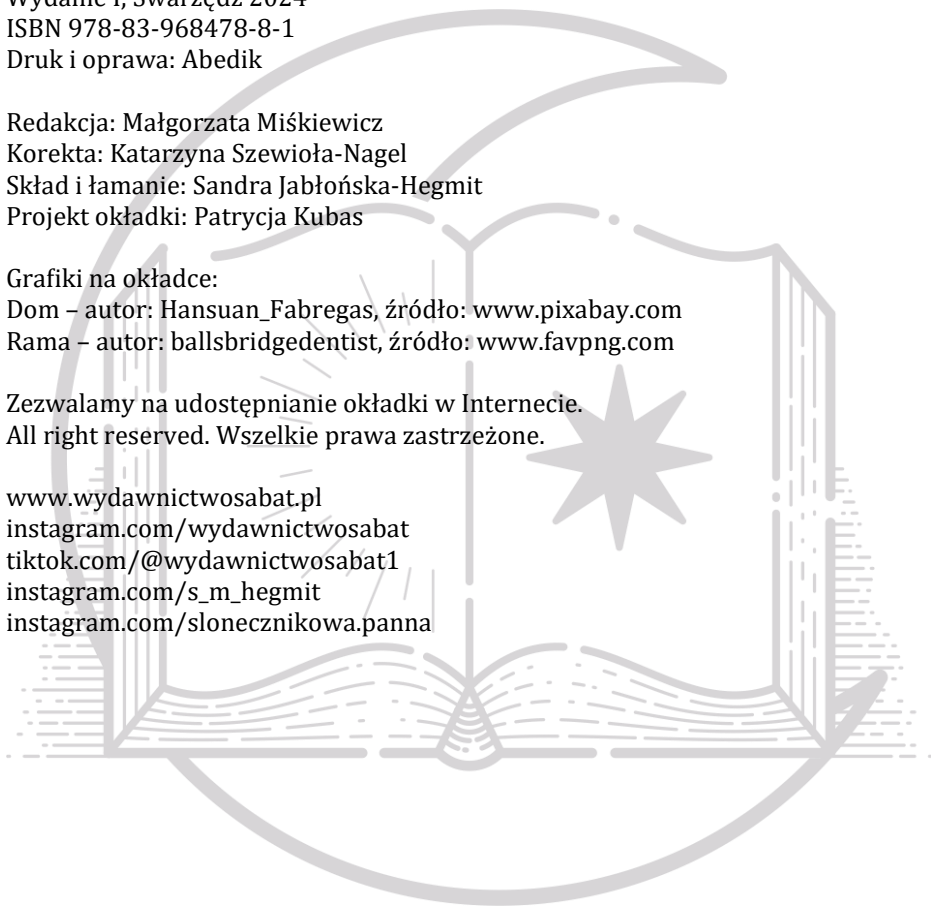 Wydanie I, Swarzędz 2024
ISBN 978-83-968478-8-1
Druk i oprawa: Abedik
Redakcja: Małgorzata Miśkiewicz
Korekta: Katarzyna Szewioła-Nagel
Skład i łamanie: Sandra Jabłońska-Hegmit
Projekt okładki: Patrycja Kubas
Grafiki na okładce:
Dom – autor: Hansuan_Fabregas, źródło: www.pixabay.com
Rama – autor: ballsbridgedentist, źródło: www.favpng.com
Zezwalamy na udostępnianie okładki w Internecie.
All right reserved. Wszelkie prawa zastrzeżone.
www.wydawnictwosabat.pl
instagram.com/wydawnictwosabat
tiktok.com/@wydawnictwosabat1
instagram.com/s_m_hegmit
instagram.com/slonecznikowa.panna